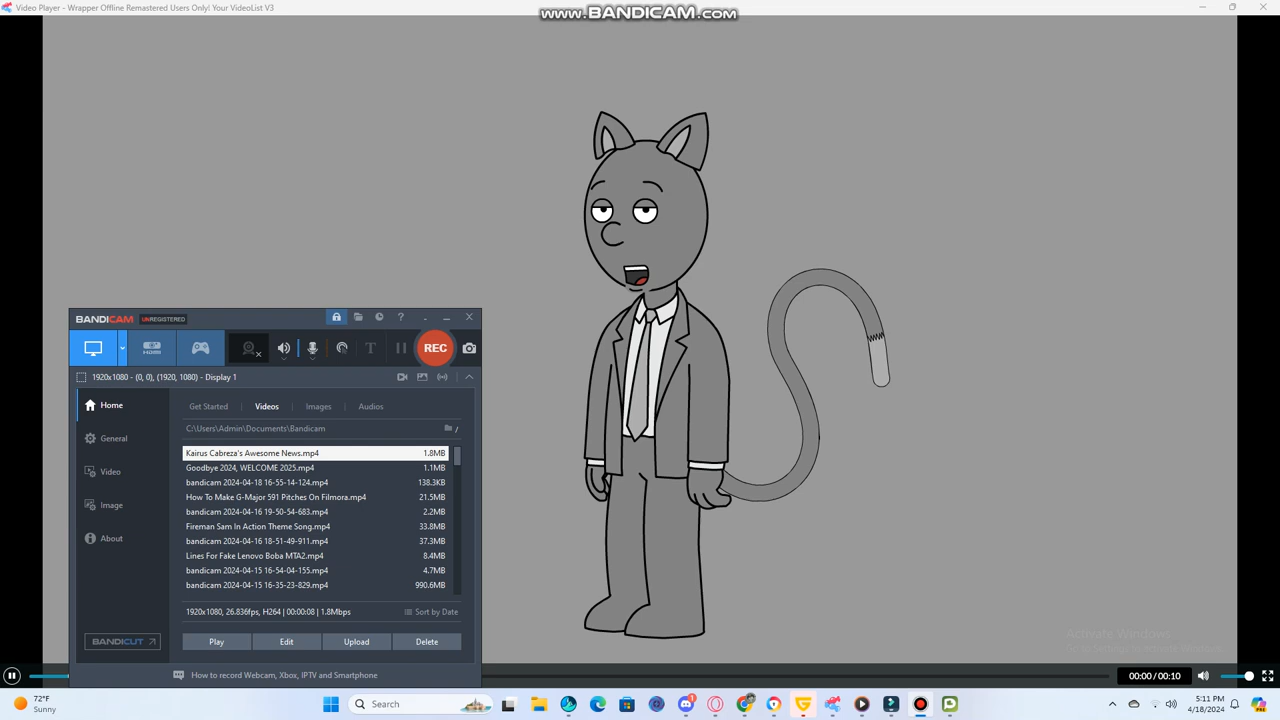 Video Player - Wrapper Offline Remastered Users Only! Your VideoList V3
www.BANDICAM.com
BANDICAM UNREGISTERED
?
HDMI
REC
T
1920x1080 - (0, 0), (1920, 1080) - Display 1
Home
General
Video
Image
About
BANDICUT
Get Started
Videos
Images
Audios
C:\Users\Admin\Documents\Bandicam
/
Kairus Cabreza's Awesome News.mp4 1.8MB
Goodbye 2024, WELCOME 2025.mp4 1.1MB
bandicam 2024-04-18 16-55-14-124.mp4 138.3KB
How To Make G-Major 591 Pitches On Filmora.mp4 21.5MB
bandicam 2024-04-16 19-50-54-683.mp4 2.2MB
Fireman Sam In Action Theme Song.mp4 33.8MB
bandicam 2024-04-16 18-51-49-911.mp4 37.3MB
Lines For Fake Lenovo Boba MTA2.mp4 8.4MB
bandicam 2024-04-15 16-54-04-155.mp4 4.7MB
bandicam 2024-04-15 16-35-23-829.mp4 990.6MB
1920x1080, 26.836fps, H264 | 00:00:08 | 1.8Mbps
Sort by Date
Play
Edit
Upload
Delete
How to record Webcam, Xbox, IPTV and Smartphone
Activate Windows
Go to Settings to activate Windows.
00:00 / 00:10
72°F
Sunny
Search
1
5:11 PM
4/18/2024